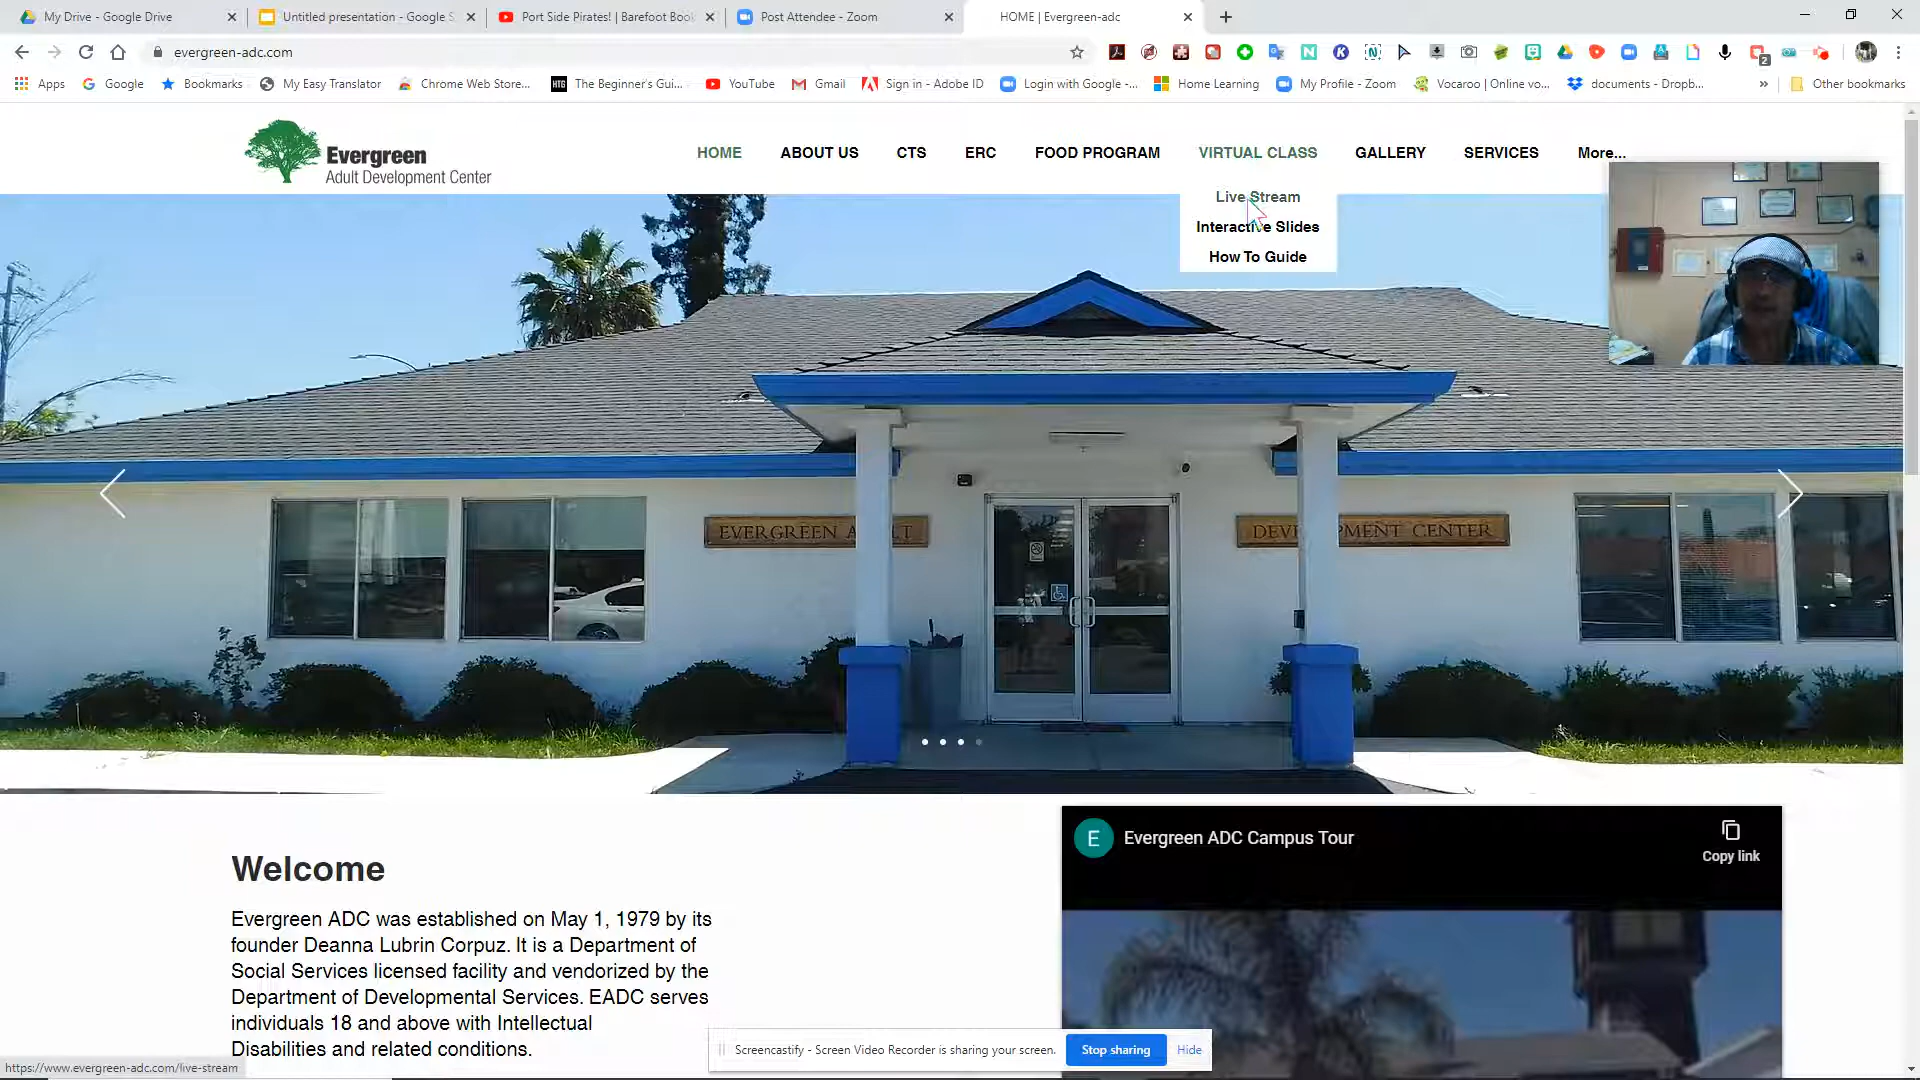 My Drive - Google Drive
Untitled presentation - Google S
Port Side Pirates! | Barefoot Boo
Post Attendee - Zoom
HOME | Evergreen-adc
evergreen-adc.com
Apps
Google
Bookmarks
My Easy Translator
Chrome Web Store...
HTG
The Beginner's Gui...
YouTube
Gmail
Sign in - Adobe ID
Login with Google -...
Home Learning
My Profile - Zoom
Vocaroo | Online vo...
documents - Dropb...
Other bookmarks
2
Evergreen
Adult Development Center
HOME
ABOUT US
CTS
ERC
FOOD PROGRAM
VIRTUAL CLASS
GALLERY
SERVICES
More...
Live Stream
Interactive Slides
How To Guide
EVERGREEN A LT
DEVELOPMENT CENTER
Welcome
Evergreen ADC was established on May 1, 1979 by its
founder Deanna Lubrin Corpuz. It is a Department of
Social Services licensed facility and vendorized by the
Department of Developmental Services. EADC serves
individuals 18 and above with Intellectual
Disabilities and related conditions.
E
Evergreen ADC Campus Tour
Copy link
Screencastify - Screen Video Recorder is sharing your screen.
Stop sharing
Hide
https://www.evergreen-adc.com/live-stream